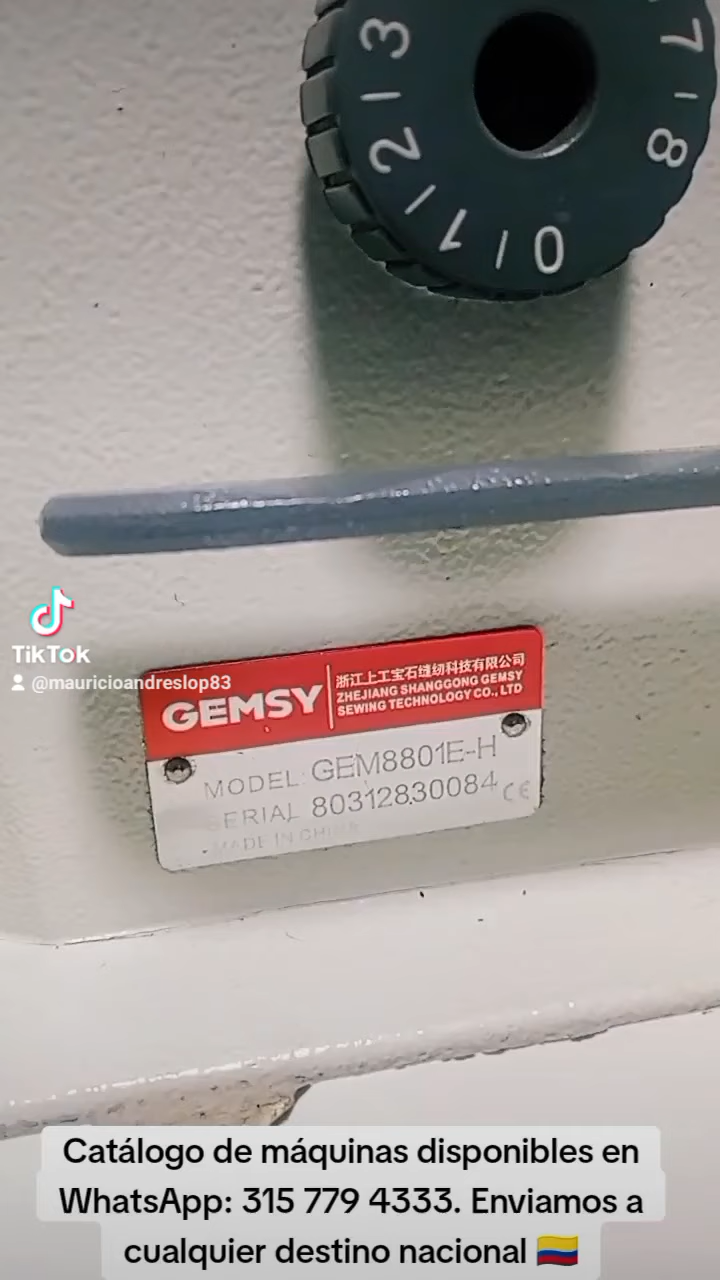 3
7
2
8
1
0
TikTok
@mauricioandreslop83
GEMSY
浙江上工宝石缝纫科技有限公司
ZHEJIANG SHANGGONG GEMSY
SEWING TECHNOLOGY CO., LTD
MODEL GEM8801E-H
SERIAL 80312830084
CE
MADE IN CHINA
Catálogo de máquinas disponibles en
WhatsApp: 315 779 4333. Enviamos a
cualquier destino nacional 🇨🇴